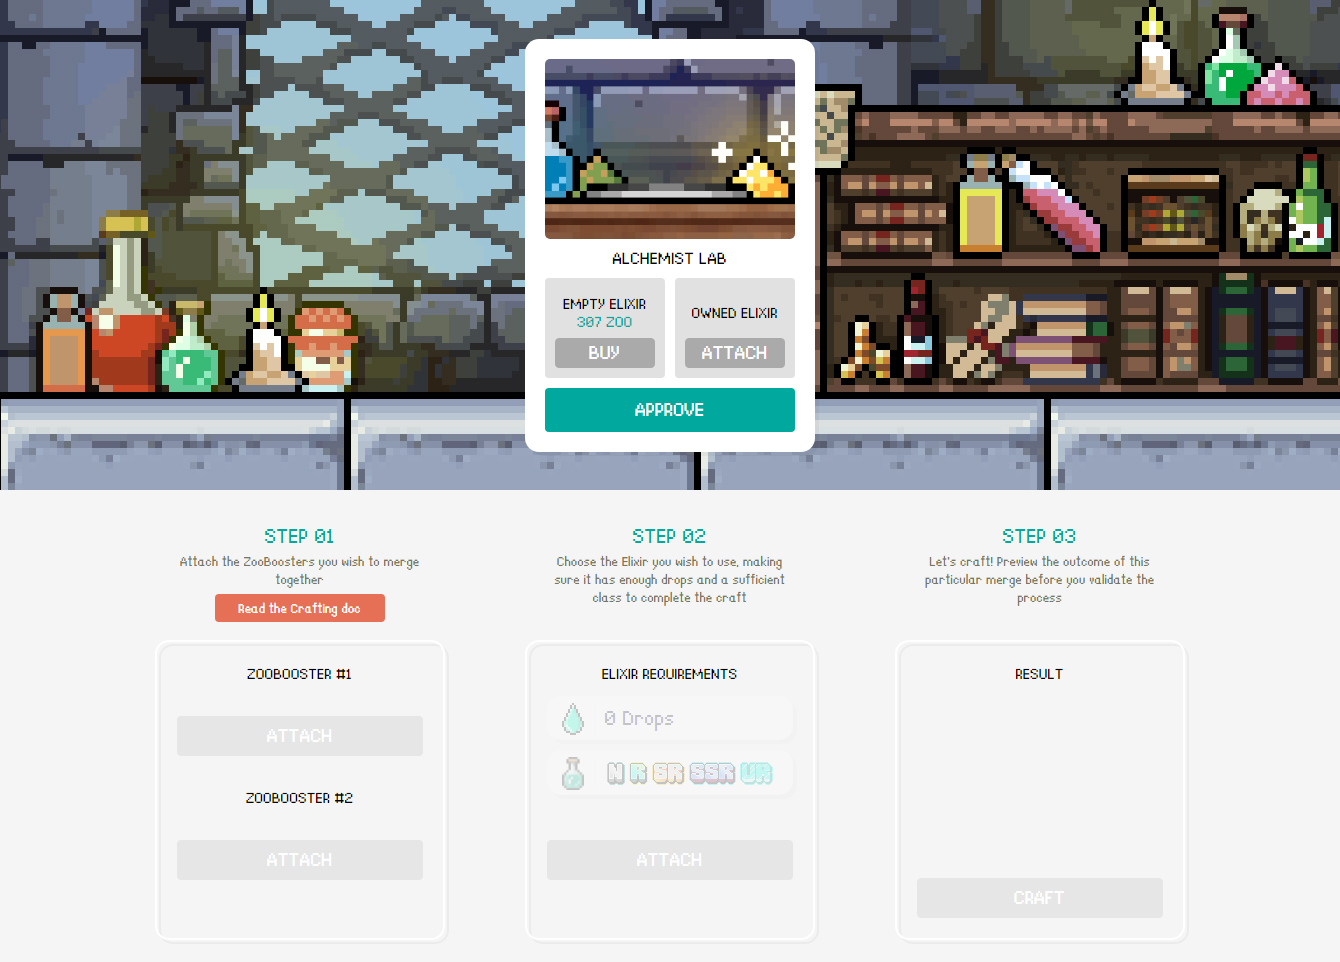 ALCHEMIST LAB
EMPTY ELIXIR
307 ZOO
BUY
OWNED ELIXIR
ATTACH
APPROVE
STEP 01
Attach the ZooBoosters you wish to merge
together
Read the Crafting doc
STEP 02
Choose the Elixir you wish to use, making
sure it has enough drops and a sufficient
class to complete the craft
STEP 03
Let's craft! Preview the outcome of this
particular merge before you validate the
process
ZOOBOOSTER #1
ATTACH
ZOOBOOSTER #2
ATTACH
ELIXIR REQUIREMENTS
0 Drops
N R SR SSR UR
ATTACH
RESULT
CRAFT